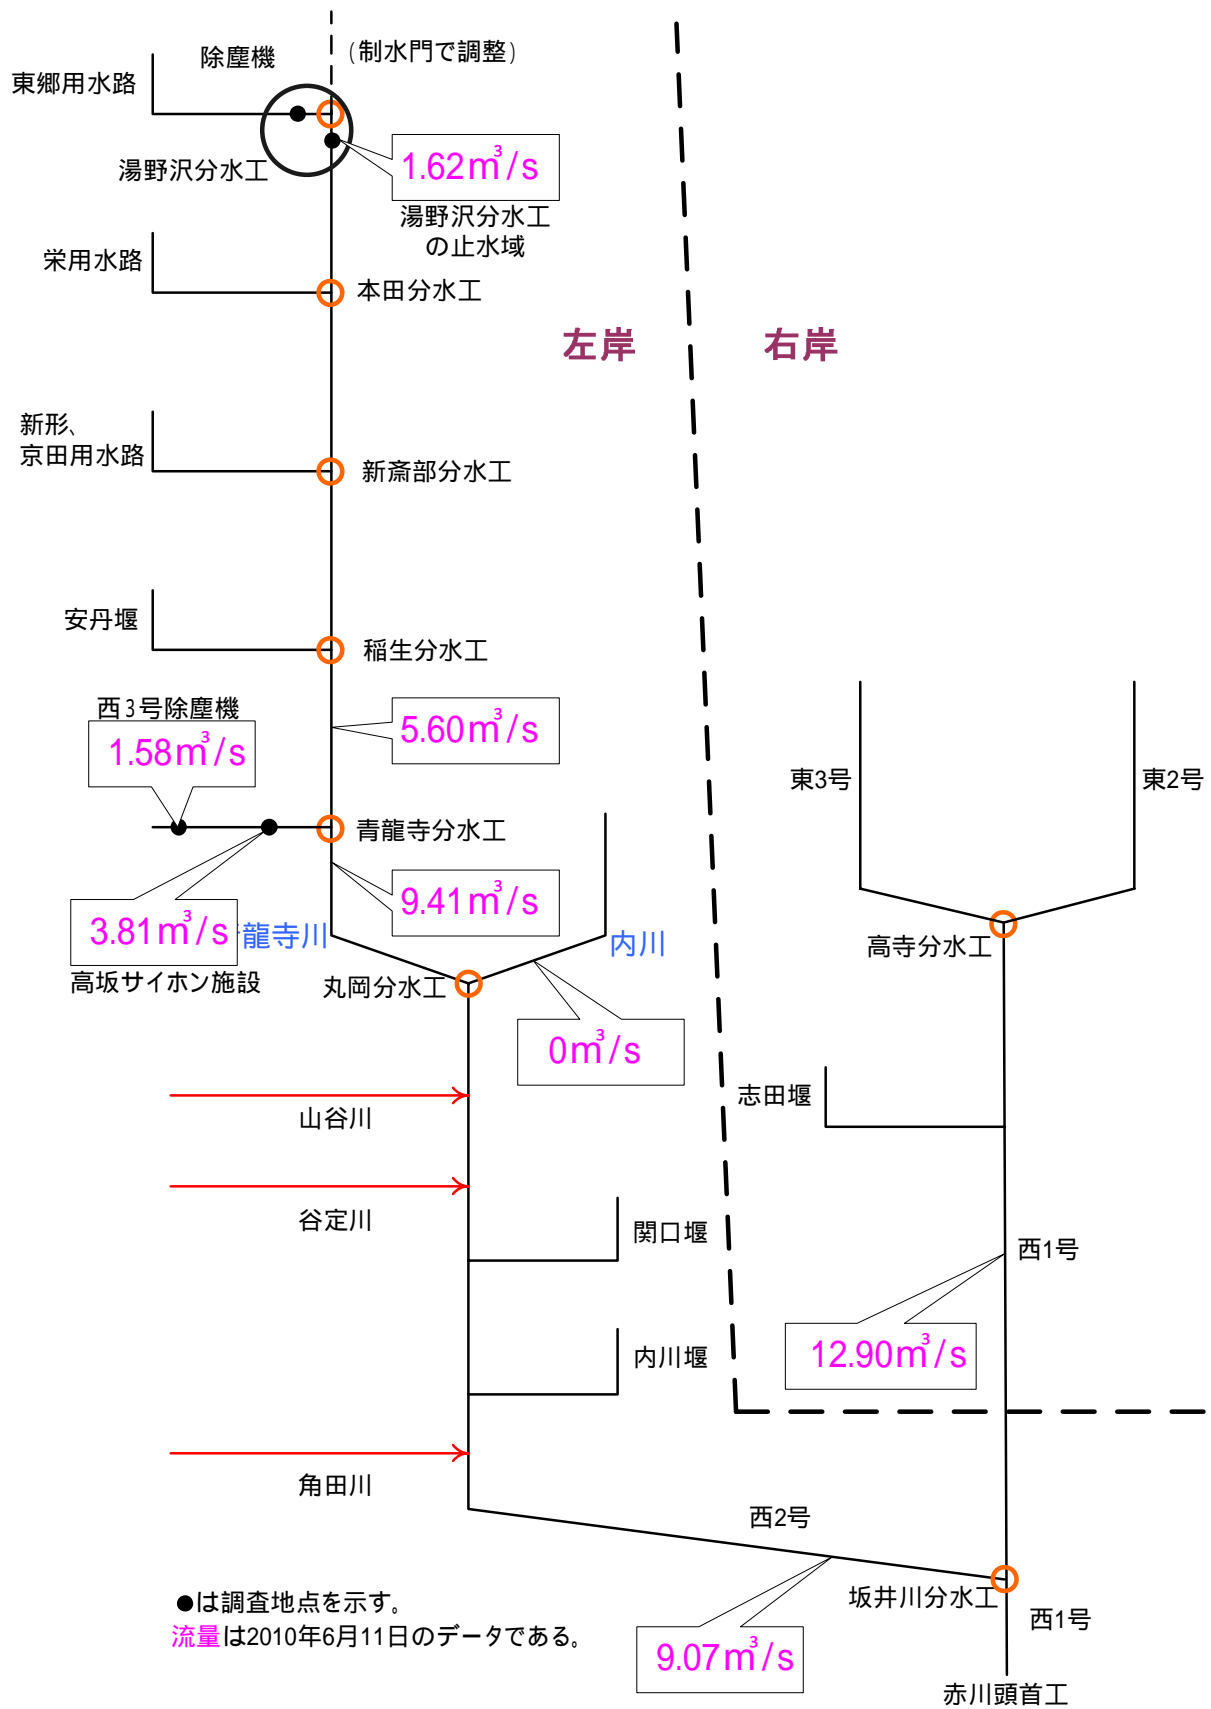 除塵機
(制水門で調整)
東郷用水路
湯野沢分水工
1.62m³/s
湯野沢分水工
の止水域
栄用水路
本田分水工
左岸
右岸
新形、
京田用水路
新斎部分水工
安丹堰
稲生分水工
西3号除塵機
1.58m³/s
5.60m³/s
東3号
東2号
青龍寺分水工
9.41m³/s
3.81m³/s
龍寺川
内川
高坂サイホン施設
丸岡分水工
高寺分水工
0m³/s
志田堰
山谷川
谷定川
関口堰
西1号
12.90m³/s
内川堰
角田川
西2号
坂井川分水工
西1号
9.07m³/s
赤川頭首工
●は調査地点を示す。
流量は2010年6月11日のデータである。